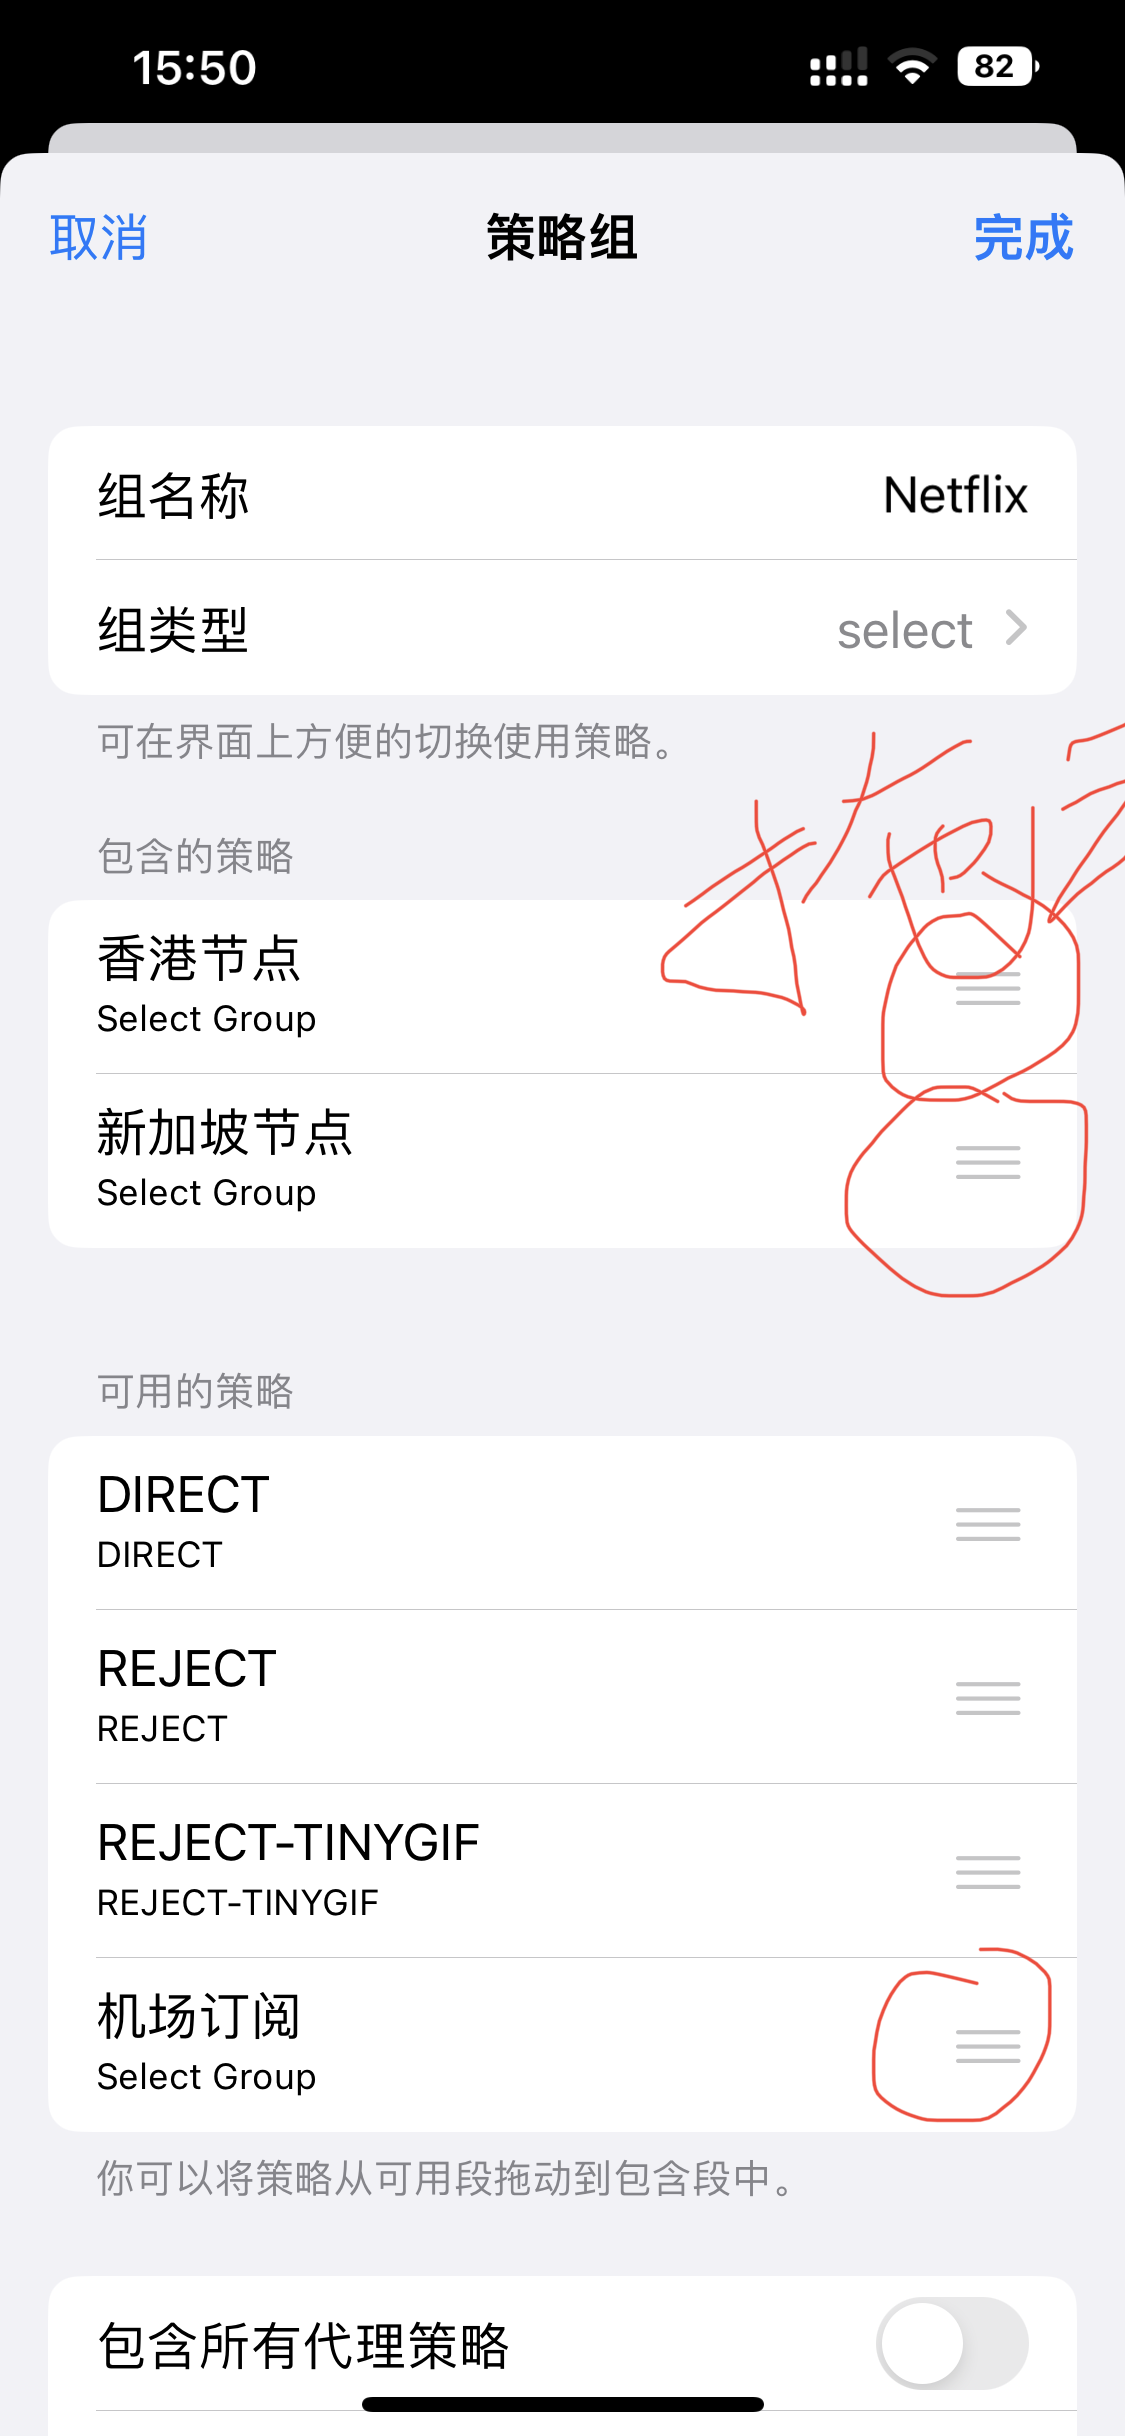 15:50
82
取消
策略组
完成
组名称
Netflix
组类型
select
可在界面上方便的切换使用策略。
包含的策略
香港节点
Select Group
新加坡节点
Select Group
可用的策略
DIRECT
DIRECT
REJECT
REJECT
REJECT-TINYGIF
REJECT-TINYGIF
机场订阅
Select Group
你可以将策略从可用段拖动到包含段中。
包含所有代理策略